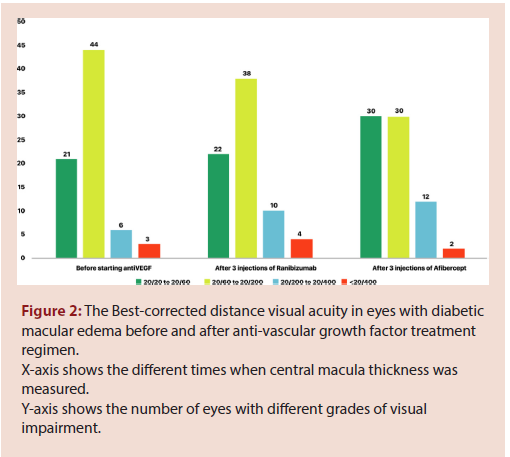 50
45
40
35
30
25
20
15
10
5
0
21
44
6
3
22
38
10
4
30
30
12
2
Before starting antiVEGF
After 3 injections of Ranibizumab
After 3 injections of Afibercept
20/20 to 20/60
20/60 to 20/200
20/200 to 20/400
<20/400
Figure 2: The Best-corrected distance visual acuity in eyes with diabetic
macular edema before and after anti-vascular growth factor treatment
regimen.
X-axis shows the different times when central macula thickness was
measured.
Y-axis shows the number of eyes with different grades of visual
impairment.